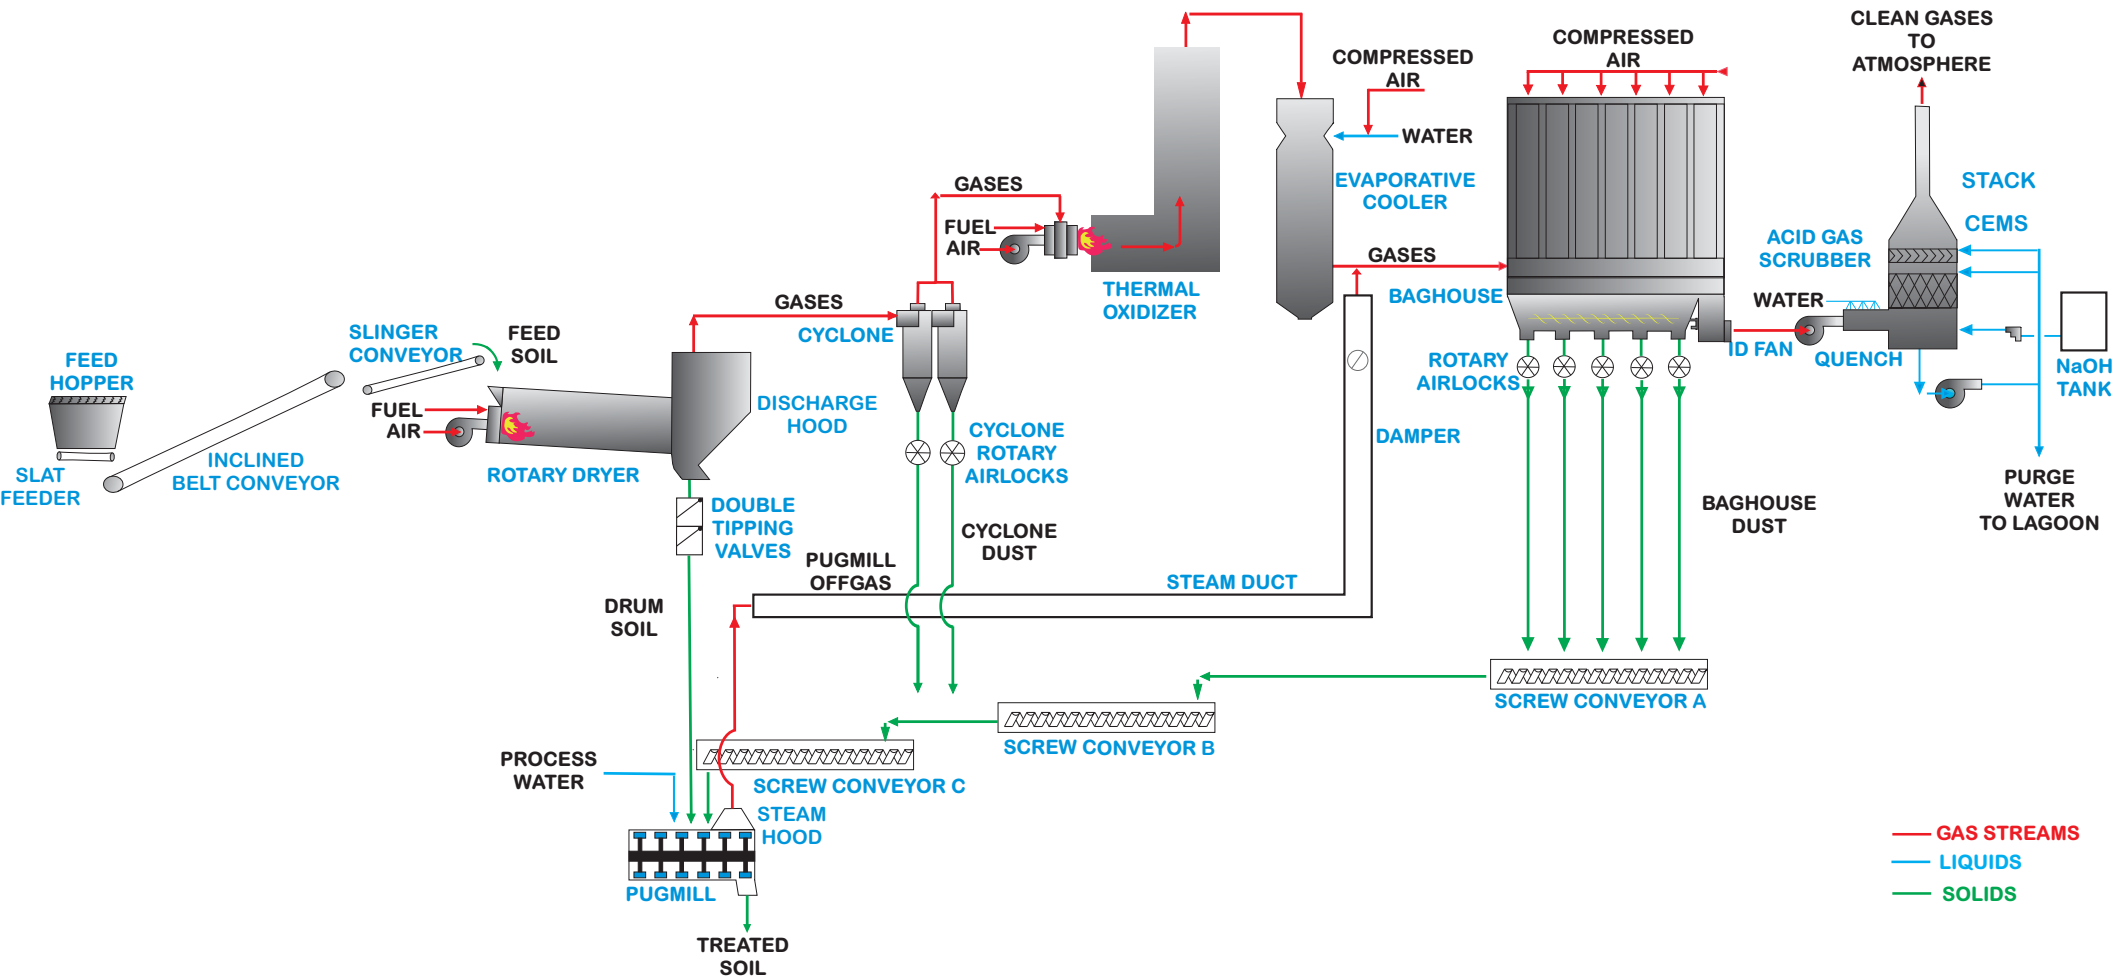 CLEAN GASES
TO
ATMOSPHERE
COMPRESSED
AIR
COMPRESSED
AIR
WATER
EVAPORATIVE
COOLER
STACK
CEMS
GASES
FUEL
AIR
GASES
ACID GAS
SCRUBBER
THERMAL
OXIDIZER
BAGHOUSE
WATER
GASES
CYCLONE
SLINGER
CONVEYOR
FEED
SOIL
ID FAN
QUENCH
FEED
HOPPER
ROTARY
AIRLOCKS
NaOH
TANK
FUEL
AIR
DISCHARGE
HOOD
DAMPER
CYCLONE
ROTARY
AIRLOCKS
INCLINED
BELT CONVEYOR
SLAT
FEEDER
ROTARY DRYER
PURGE
WATER
TO LAGOON
DOUBLE
TIPPING
VALVES
BAGHOUSE
DUST
CYCLONE
DUST
PUGMILL
OFFGAS
STEAM DUCT
DRUM
SOIL
SCREW CONVEYOR A
SCREW CONVEYOR B
PROCESS
WATER
SCREW CONVEYOR C
STEAM
HOOD
PUGMILL
TREATED
SOIL
GAS STREAMS
LIQUIDS
SOLIDS